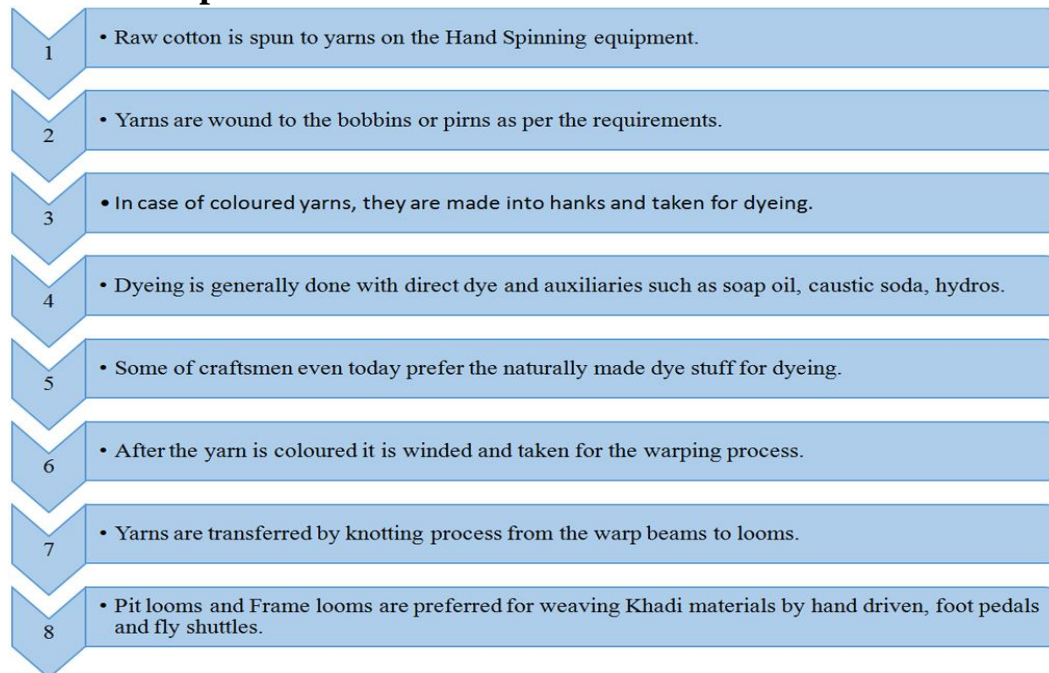 1
• Raw cotton is spun to yarns on the Hand Spinning equipment.
2
• Yarns are wound to the bobbins or pirns as per the requirements.
3
• In case of coloured yarns, they are made into hanks and taken for dyeing.
4
• Dyeing is generally done with direct dye and auxiliaries such as soap oil, caustic soda, hydros.
5
• Some of craftsmen even today prefer the naturally made dye stuff for dyeing.
6
• After the yarn is coloured it is winded and taken for the warping process.
7
• Yarns are transferred by knotting process from the warp beams to looms.
8
• Pit looms and Frame looms are preferred for weaving Khadi materials by hand driven, foot pedals
and fly shuttles.